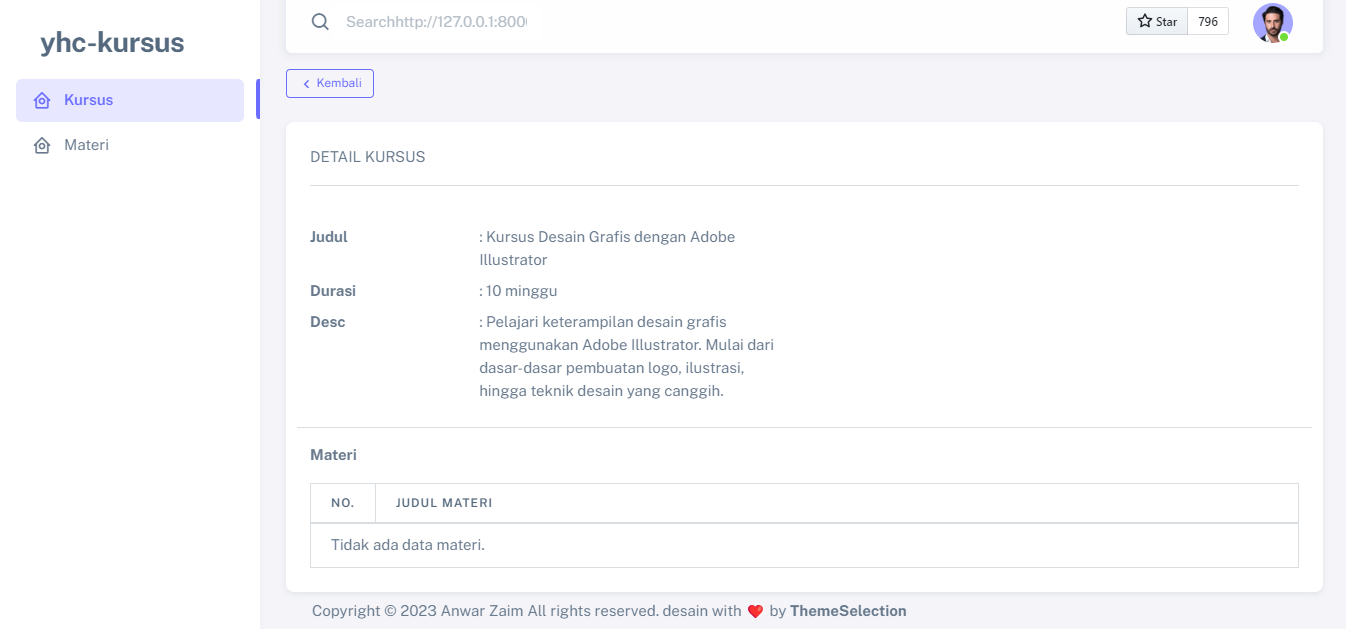 yhc-kursus
Kursus
Materi
Searchhttp://127.0.0.1:800
Star 796
Kembali
DETAIL KURSUS
Judul : Kursus Desain Grafis dengan Adobe
Illustrator
Durasi : 10 minggu
Desc : Pelajari keterampilan desain grafis
menggunakan Adobe Illustrator. Mulai dari
dasar-dasar pembuatan logo, ilustrasi,
hingga teknik desain yang canggih.
Materi
NO. JUDUL MATERI
Tidak ada data materi.
Copyright © 2023 Anwar Zaim All rights reserved. desain with ❤️ by ThemeSelection